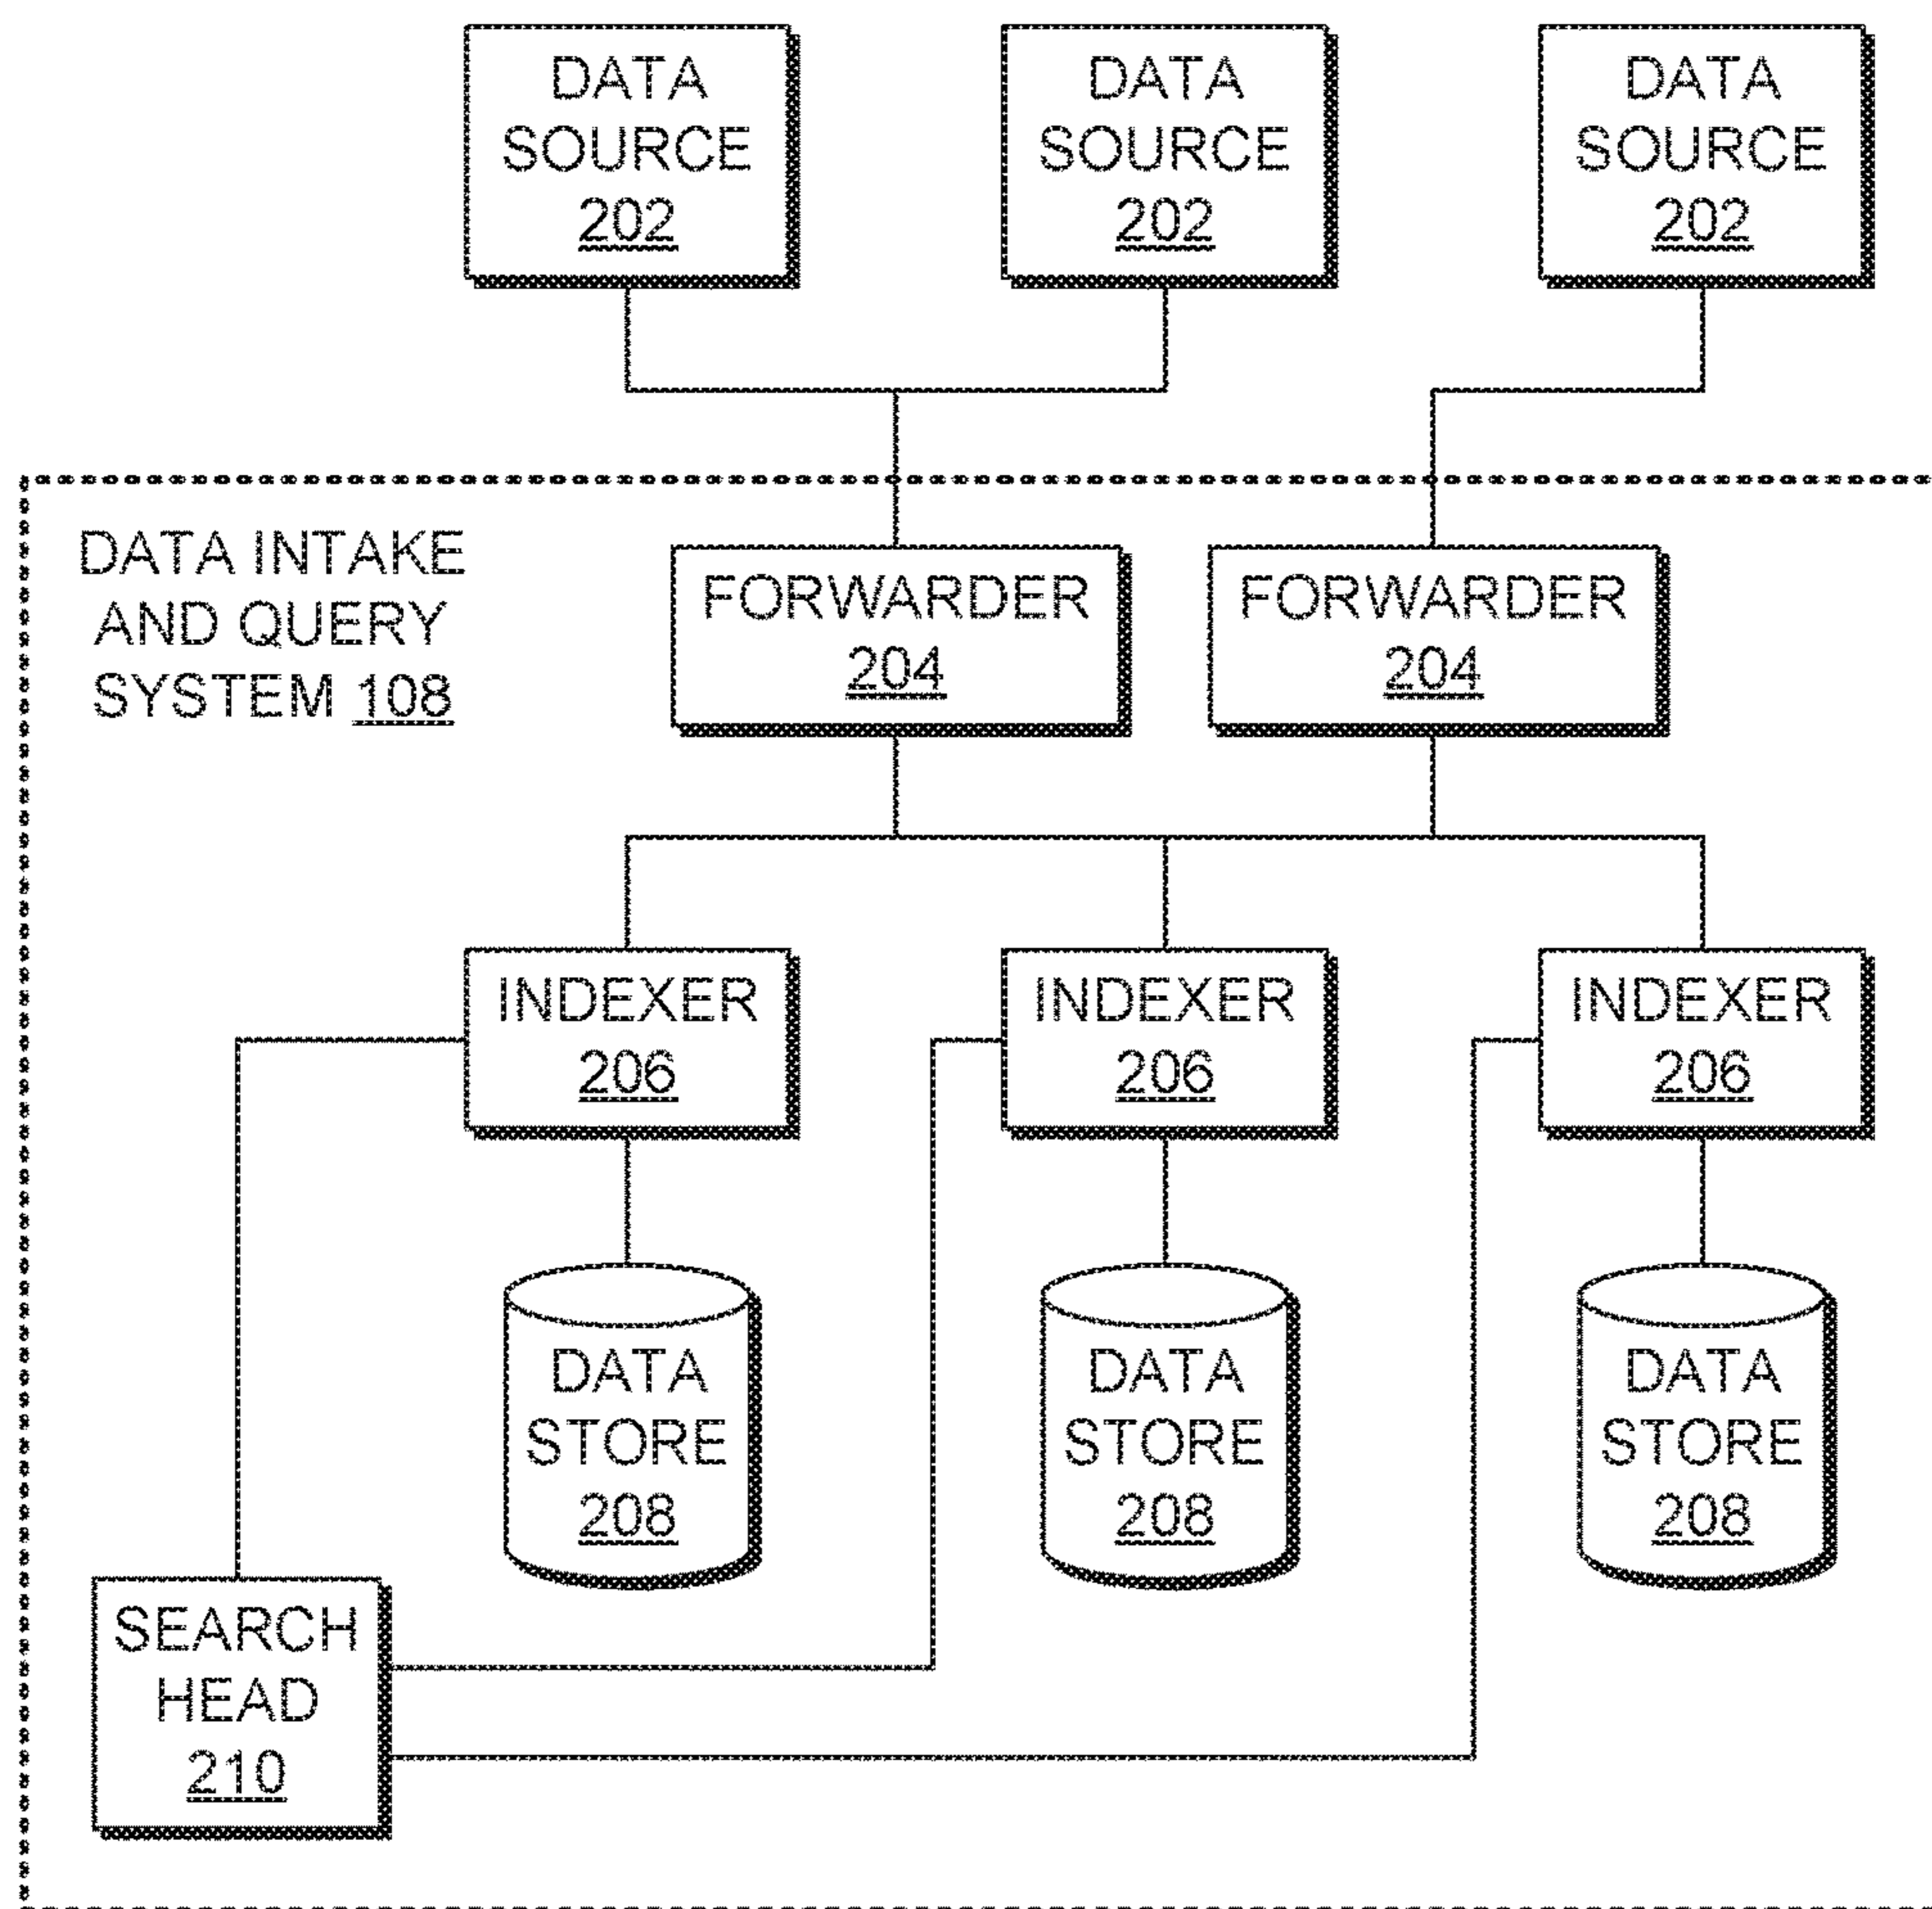 DATA
SOURCE
202
DATA
SOURCE
202
DATA
SOURCE
202
DATA INTAKE
AND QUERY
SYSTEM 108
FORWARDER
204
FORWARDER
204
INDEXER
206
INDEXER
206
INDEXER
206
DATA
STORE
208
DATA
STORE
208
DATA
STORE
208
SEARCH
HEAD
210